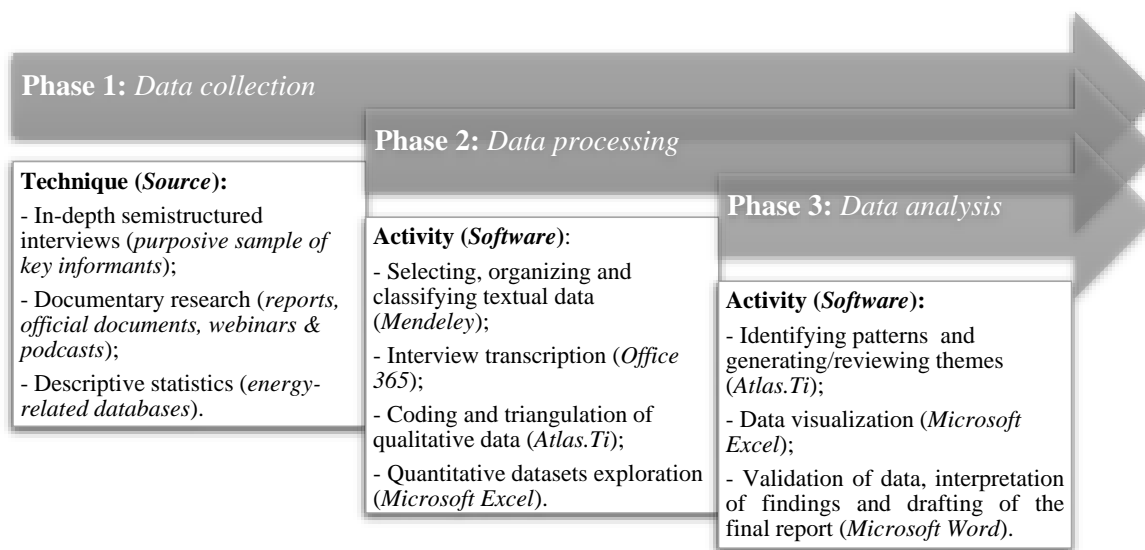 Phase 1: Data collection
Technique (Source):
- In-depth semistructured
interviews (purposive sample of
key informants);
- Documentary research (reports,
official documents, webinars &
podcasts);
- Descriptive statistics (energy-
related databases).
Phase 2: Data processing
Activity (Software):
- Selecting, organizing and
classifying textual data
(Mendeley);
- Interview transcription (Office
365);
- Coding and triangulation of
qualitative data (Atlas.Ti);
- Quantitative datasets exploration
(Microsoft Excel).
Phase 3: Data analysis
Activity (Software):
- Identifying patterns and
generating/reviewing themes
(Atlas.Ti);
- Data visualization (Microsoft
Excel);
- Validation of data, interpretation
of findings and drafting of the
final report (Microsoft Word).